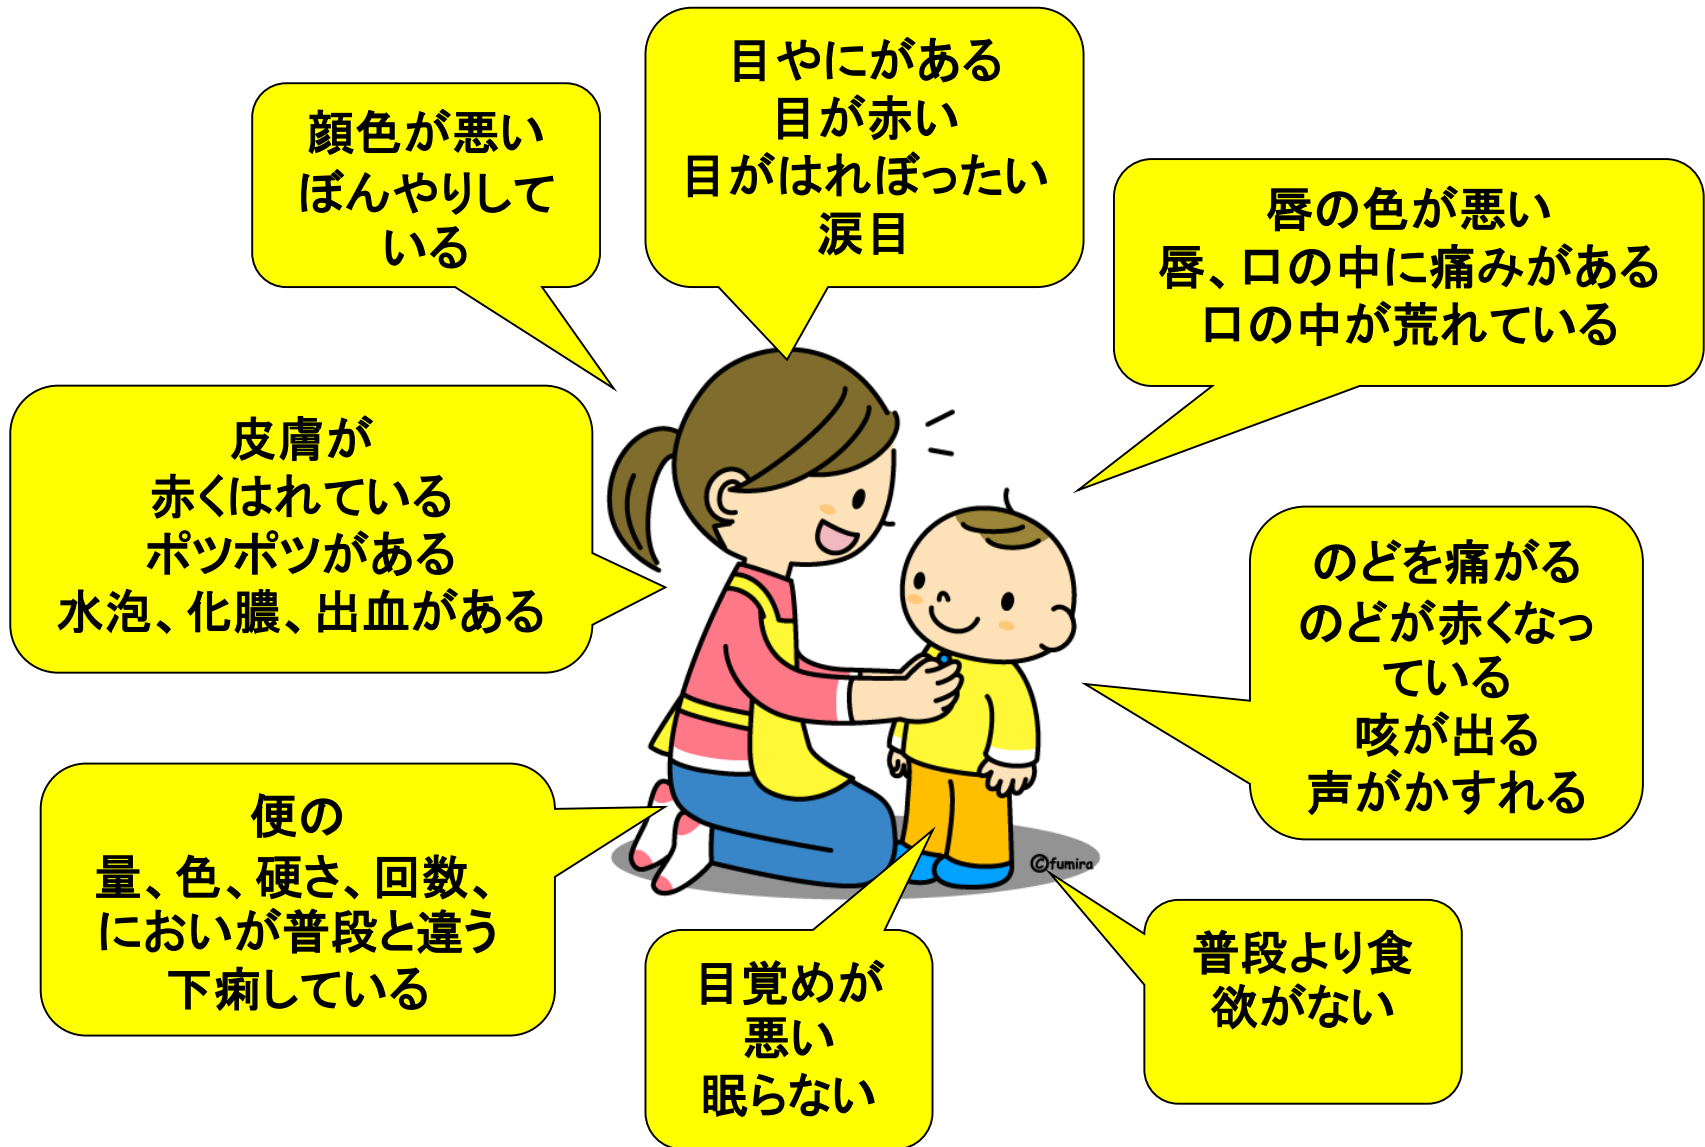 目やにがある
目が赤い
目がはれぼったい
涙目
顔色が悪い
ぼんやりして
いる
唇の色が悪い
唇、口の中に痛みがある
口の中が荒れている
皮膚が
赤くはれている
ポツポツがある
水泡、化膿、出血がある
のどを痛がる
のどが赤くなっ
ている
咳が出る
声がかすれる
便の
量、色、硬さ、回数、
においが普段と違う
下痢している
目覚めが
悪い
眠らない
普段より食
欲がない
©fumira